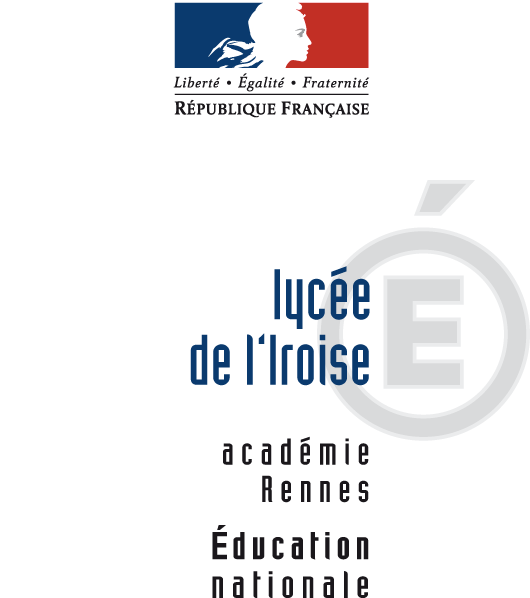 Liberté • Égalité • Fraternité
RÉPUBLIQUE FRANÇAISE
É
lycée
de l'Iroise
académie
Rennes
Éducation
nationale